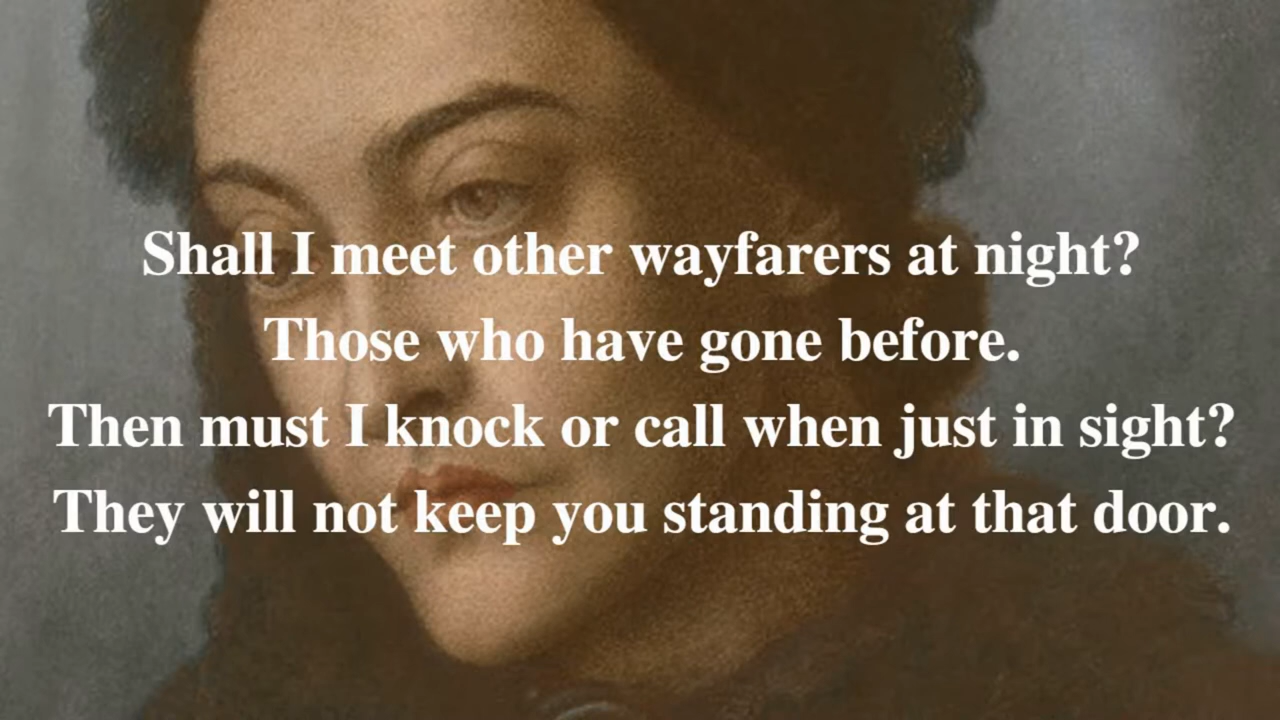 Shall I meet other wayfarers at night?
Those who have gone before.
Then must I knock or call when just in sight?
They will not keep you standing at that door.